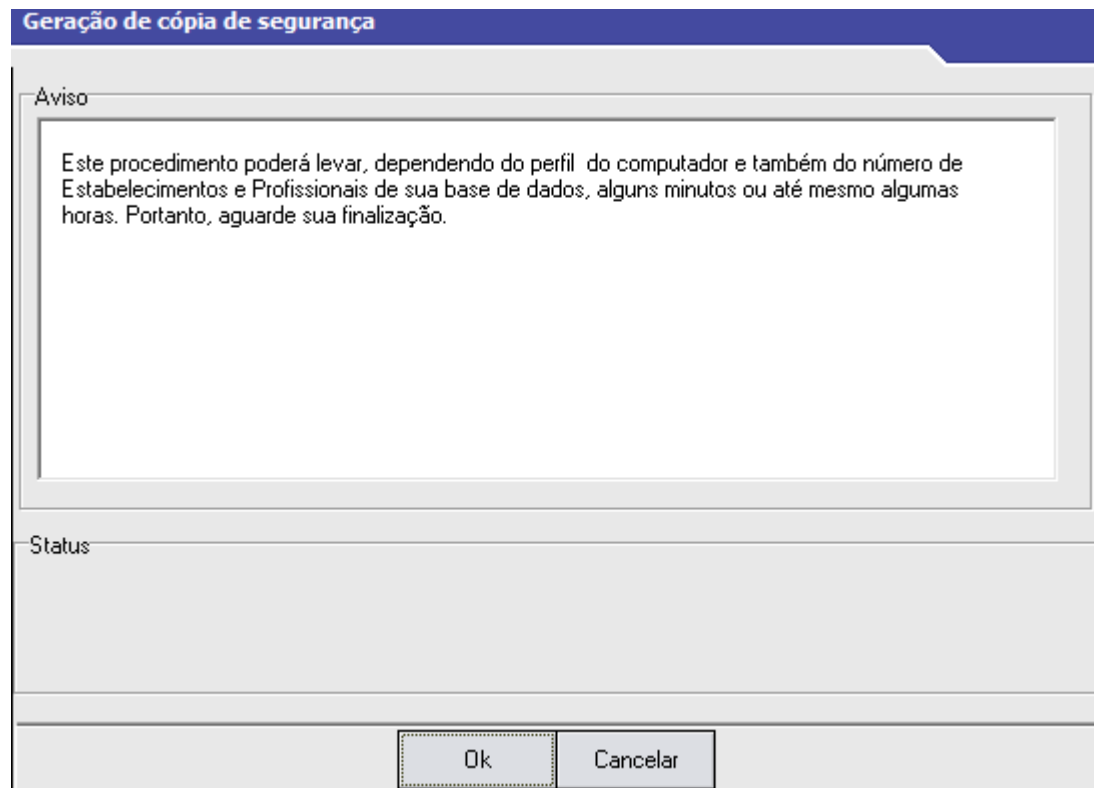 Geração de cópia de segurança
Aviso
Este procedimento poderá levar, dependendo do perfil  do computador e também do número de
Estabelecimentos e Profissionais de sua base de dados, alguns minutos ou até mesmo algumas
horas. Portanto, aguarde sua finalização.
Status
Ok
Cancelar